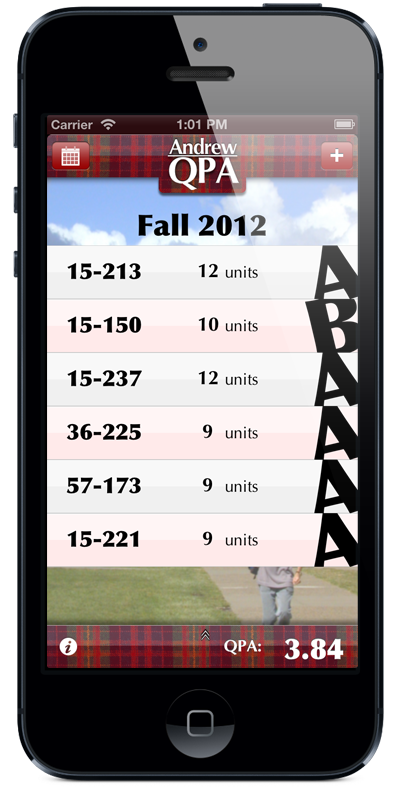 Carrier 1:01 PM
Andrew
QPA
Fall 2012
15-213 12 units A
15-150 10 units B
15-237 12 units A
36-225 9 units A
57-173 9 units A
15-221 9 units A
i QPA: 3.84